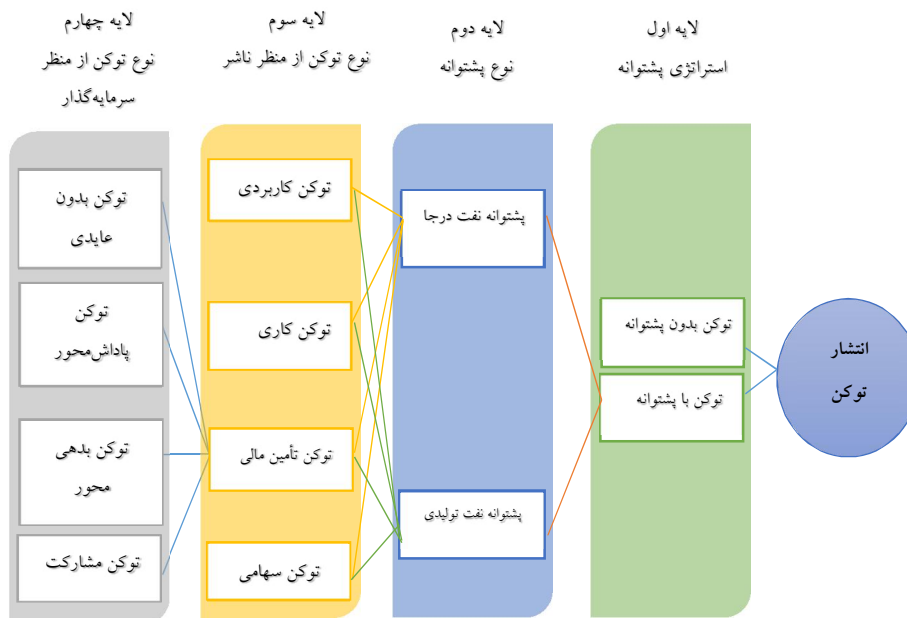 لایه اول
استراتژی پشتوانه
لایه دوم
نوع پشتوانه
لایه سوم
نوع توکن از منظر ناشر
لایه چهارم
نوع توکن از منظر
سرمایه‌گذار
انتشار
توکن
توکن بدون پشتوانه
توکن با پشتوانه
پشتوانه نفت درجا
پشتوانه نفت تولیدی
توکن کاربردی
توکن کاری
توکن تأمین مالی
توکن سهامی
توکن بدون
عایدی
توکن
پاداش‌محور
توکن بدهی
محور
توکن مشارکت